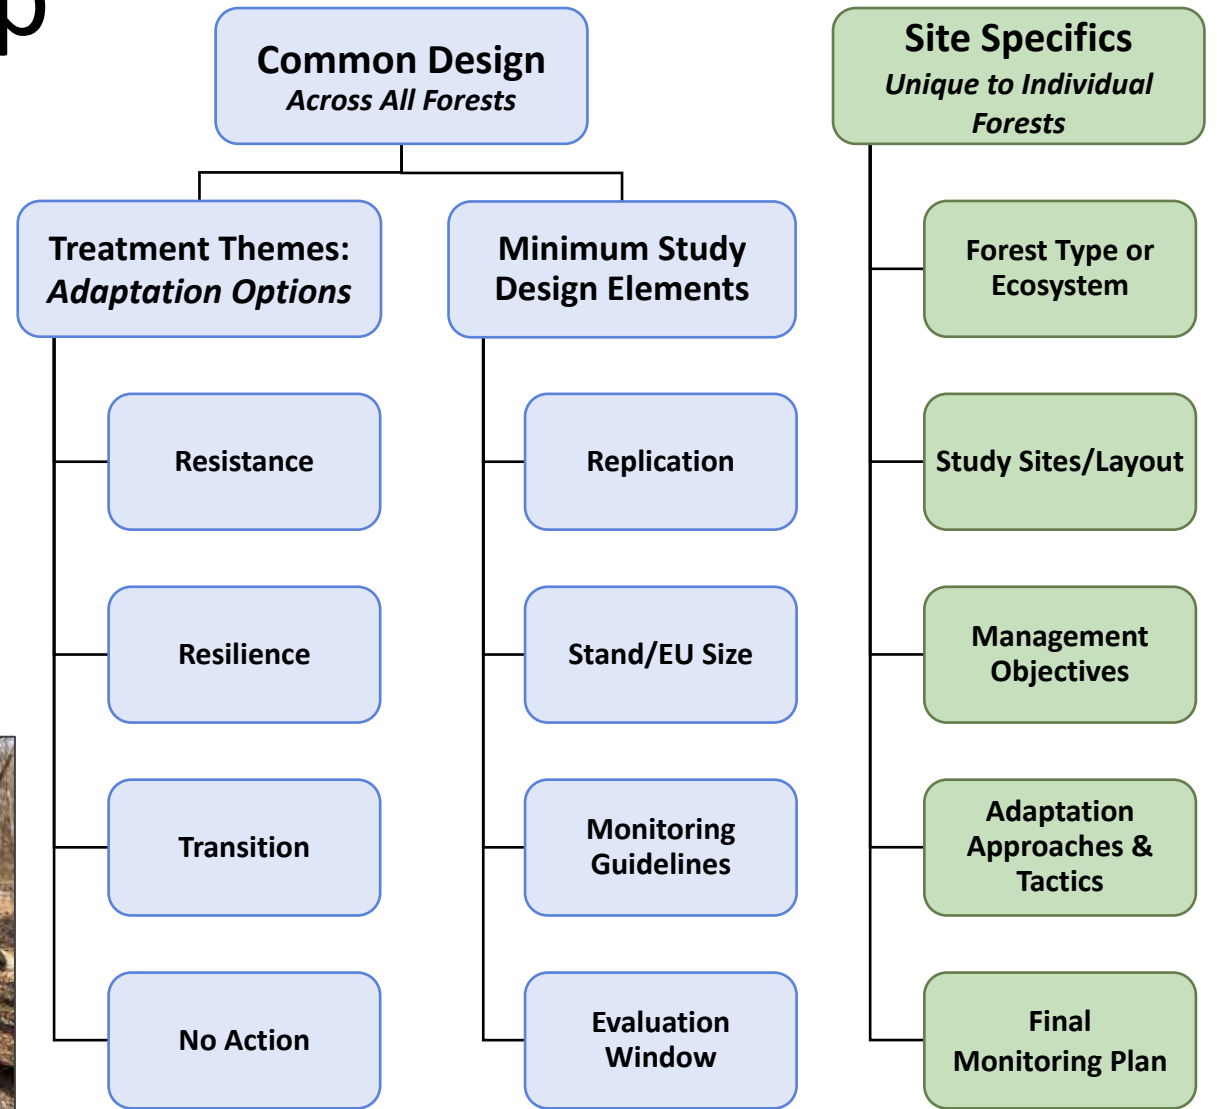 p
Common Design
Across All Forests
Treatment Themes:
Adaptation Options
Resistance
Resilience
Transition
No Action
Minimum Study
Design Elements
Replication
Stand/EU Size
Monitoring
Guidelines
Evaluation
Window
Site Specifics
Unique to Individual
Forests
Forest Type or
Ecosystem
Study Sites/Layout
Management
Objectives
Adaptation
Approaches &
Tactics
Final
Monitoring Plan